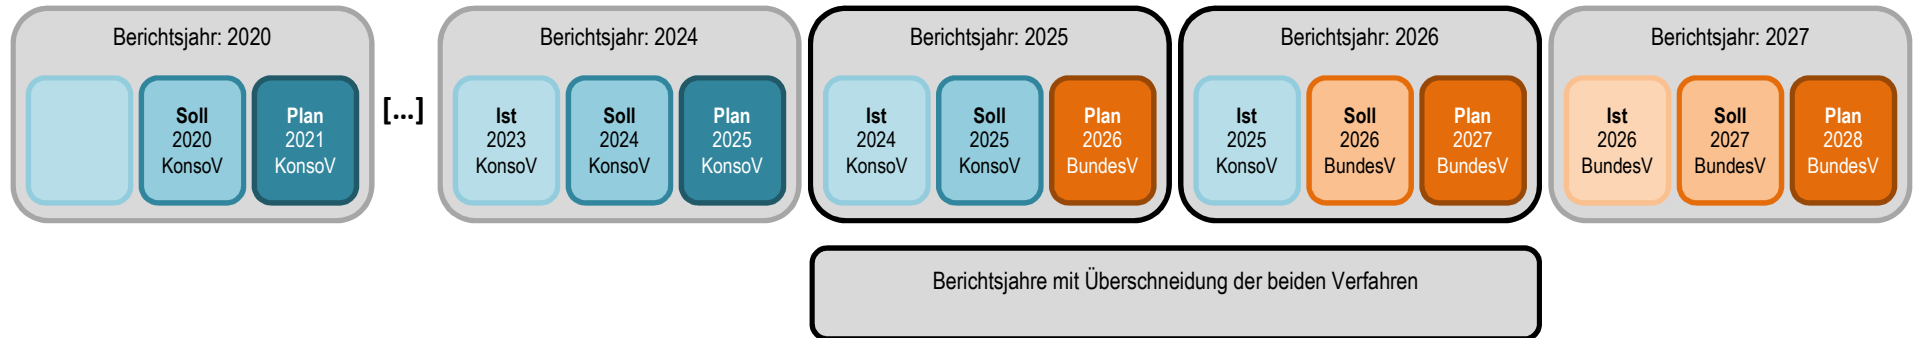 Berichtsjahr: 2020
Soll
2020
KonsoV
Plan
2021
KonsoV
[...]
Berichtsjahr: 2024
Ist
2023
KonsoV
Soll
2024
KonsoV
Plan
2025
KonsoV
Berichtsjahr: 2025
Ist
2024
KonsoV
Soll
2025
KonsoV
Plan
2026
BundesV
Berichtsjahr: 2026
Ist
2025
KonsoV
Soll
2026
BundesV
Plan
2027
BundesV
Berichtsjahr: 2027
Ist
2026
BundesV
Soll
2027
BundesV
Plan
2028
BundesV
Berichtsjahre mit Überschneidung der beiden Verfahren